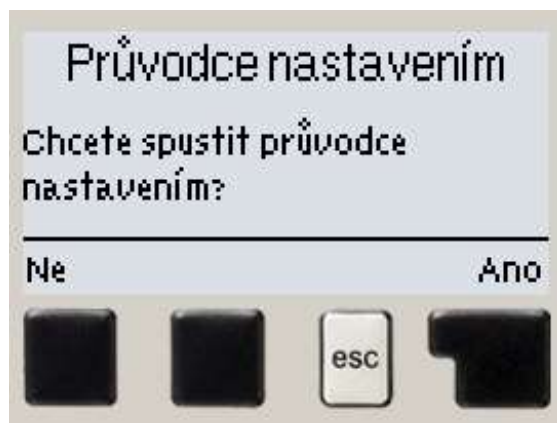 Průvodce nastavením
Chcete spustit průvodce
nastavením?
Ne Ano
esc